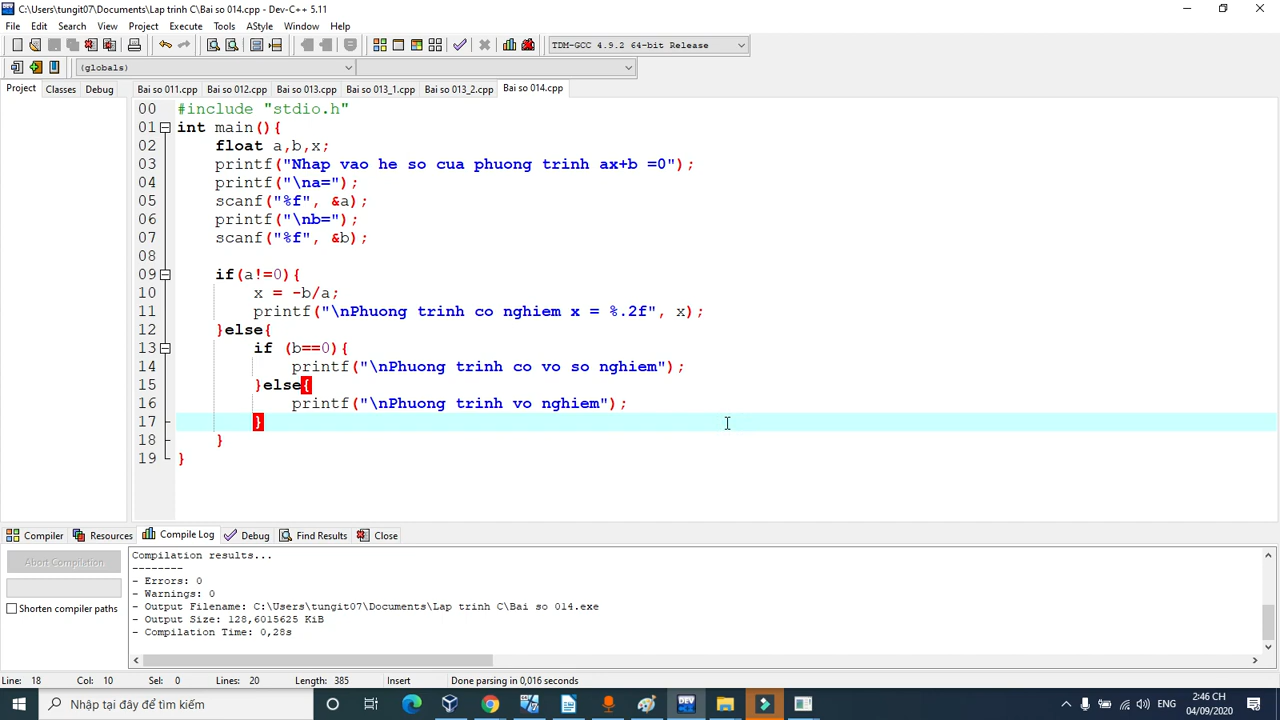 C:\Users\tungit07\Documents\Lap trinh C\Bai so 014.cpp - Dev-C++ 5.11
File Edit Search View Project Execute Tools AStyle Window Help
TDM-GCC 4.9.2 64-bit Release
(globals)
Project Classes Debug Bai so 011.cpp Bai so 012.cpp Bai so 013.cpp Bai so 013_1.cpp Bai so 013_2.cpp Bai so 014.cpp
00 #include "stdio.h"
01 int main(){
02 float a,b,x;
03 printf("Nhap vao he so cua phuong trinh ax+b =0");
04 printf("\na=");
05 scanf("%f", &a);
06 printf("\nb=");
07 scanf("%f", &b);
08
09 if(a!=0){
10 x = -b/a;
11 printf("\nPhuong trinh co nghiem x = %.2f", x);
12 }else{
13 if (b==0){
14 printf("\nPhuong trinh co vo so nghiem");
15 }else{
16 printf("\nPhuong trinh vo nghiem");
17 }
18 }
19 }
Compiler Resources Compile Log Debug Find Results Close
Abort Compilation
Shorten compiler paths
Compilation results...
--------
- Errors: 0
- Warnings: 0
- Output Filename: C:\Users\tungit07\Documents\Lap trinh C\Bai so 014.exe
- Output Size: 128,6015625 KiB
- Compilation Time: 0,28s
Line: 18 Col: 10 Sel: 0 Lines: 20 Length: 385 Insert Done parsing in 0,016 seconds
Nhập tại đây để tìm kiếm
DEV
ENG
2:46 CH
04/09/2020